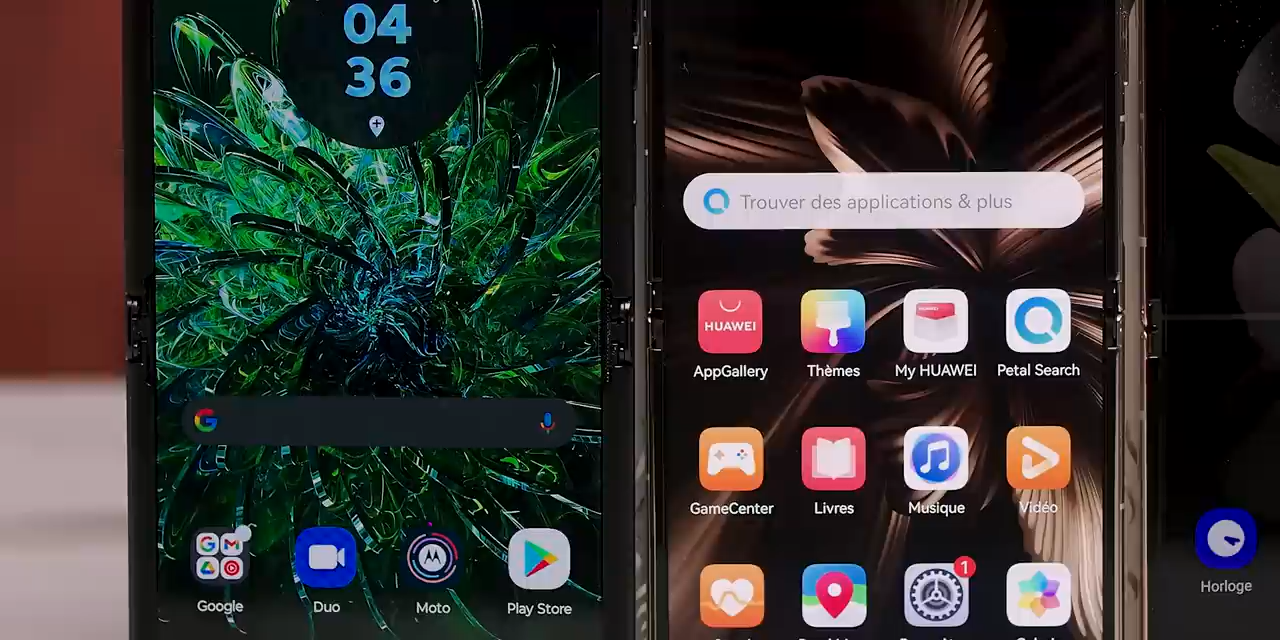 04
36
Google
Duo
Moto
Play Store
Trouver des applications & plus
HUAWEI
HUAWEI
AppGallery
Thèmes
My HUAWEI
Petal Search
GameCenter
Livres
Musique
Vidéo
1
Horloge